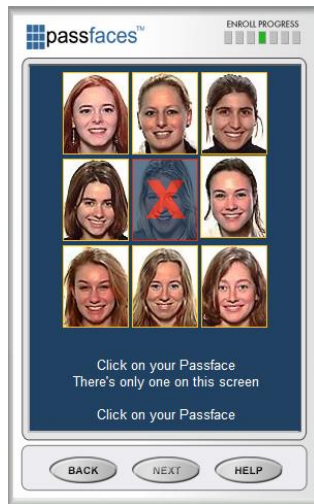 passfaces™
ENROLL PROGRESS
X
Click on your Passface
There's only one on this screen
Click on your Passface
BACK
NEXT
HELP